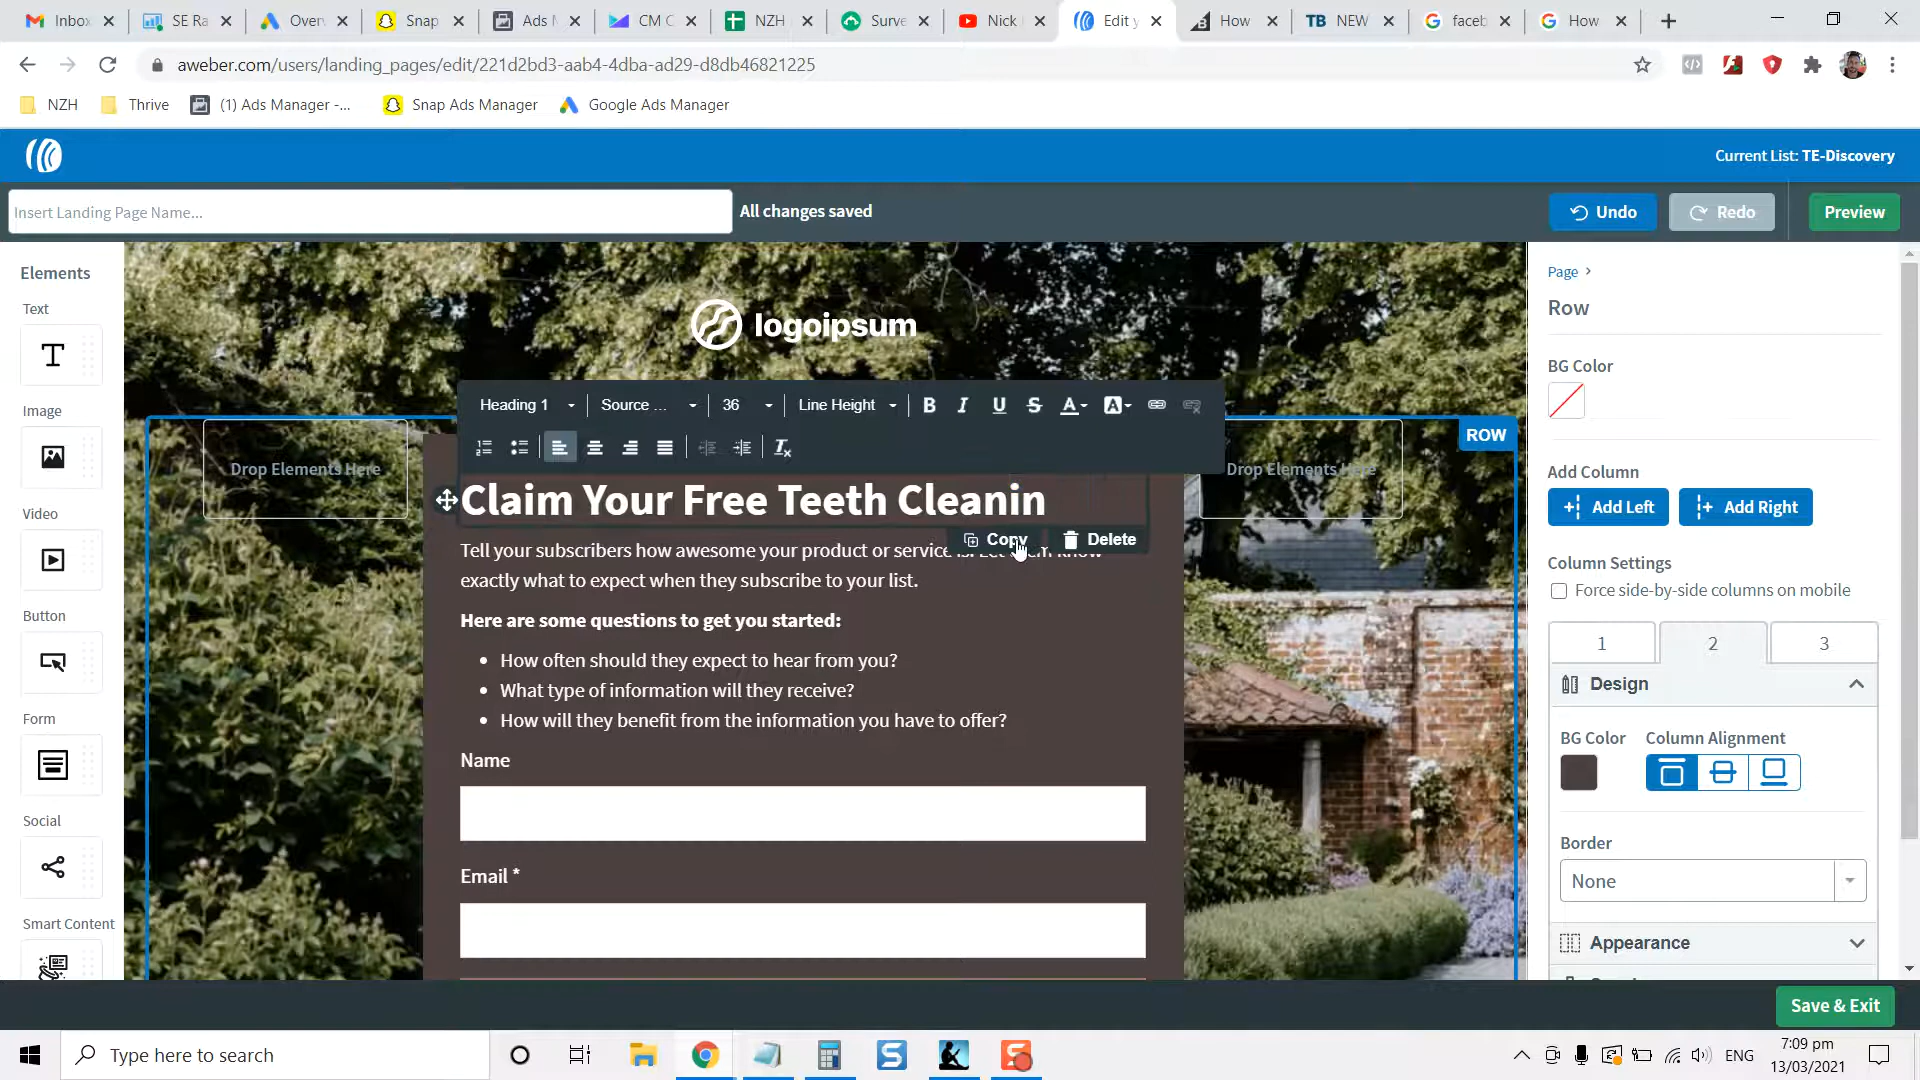 Inbox
SE Ra
Overv
Snap
Ads M
CM C
NZH
Surve
Nick
Edit y
How
TB NEW
faceb
How
aweber.com/users/landing_pages/edit/221d2bd3-aab4-4dba-ad29-d8db46821225
NZH
Thrive
(1) Ads Manager -...
Snap Ads Manager
Google Ads Manager
Current List: TE-Discovery
Insert Landing Page Name...
All changes saved
Undo
Redo
Preview
Elements
Text
Image
Video
Button
Form
Social
Smart Content
logoipsum
Heading 1
Source ...
36
Line Height
Drop Elements Here
Claim Your Free Teeth Cleanin
Copy
Delete
Tell your subscribers how awesome your product or service is. Let them know
exactly what to expect when they subscribe to your list.
Here are some questions to get you started:
• How often should they expect to hear from you?
• What type of information will they receive?
• How will they benefit from the information you have to offer?
Name
Email *
ROW
Drop Elements Here
Page >
Row
BG Color
Add Column
Add Left
Add Right
Column Settings
Force side-by-side columns on mobile
1
2
3
Design
BG Color
Column Alignment
Border
None
Appearance
Save & Exit
Type here to search
ENG
7:09 pm
13/03/2021